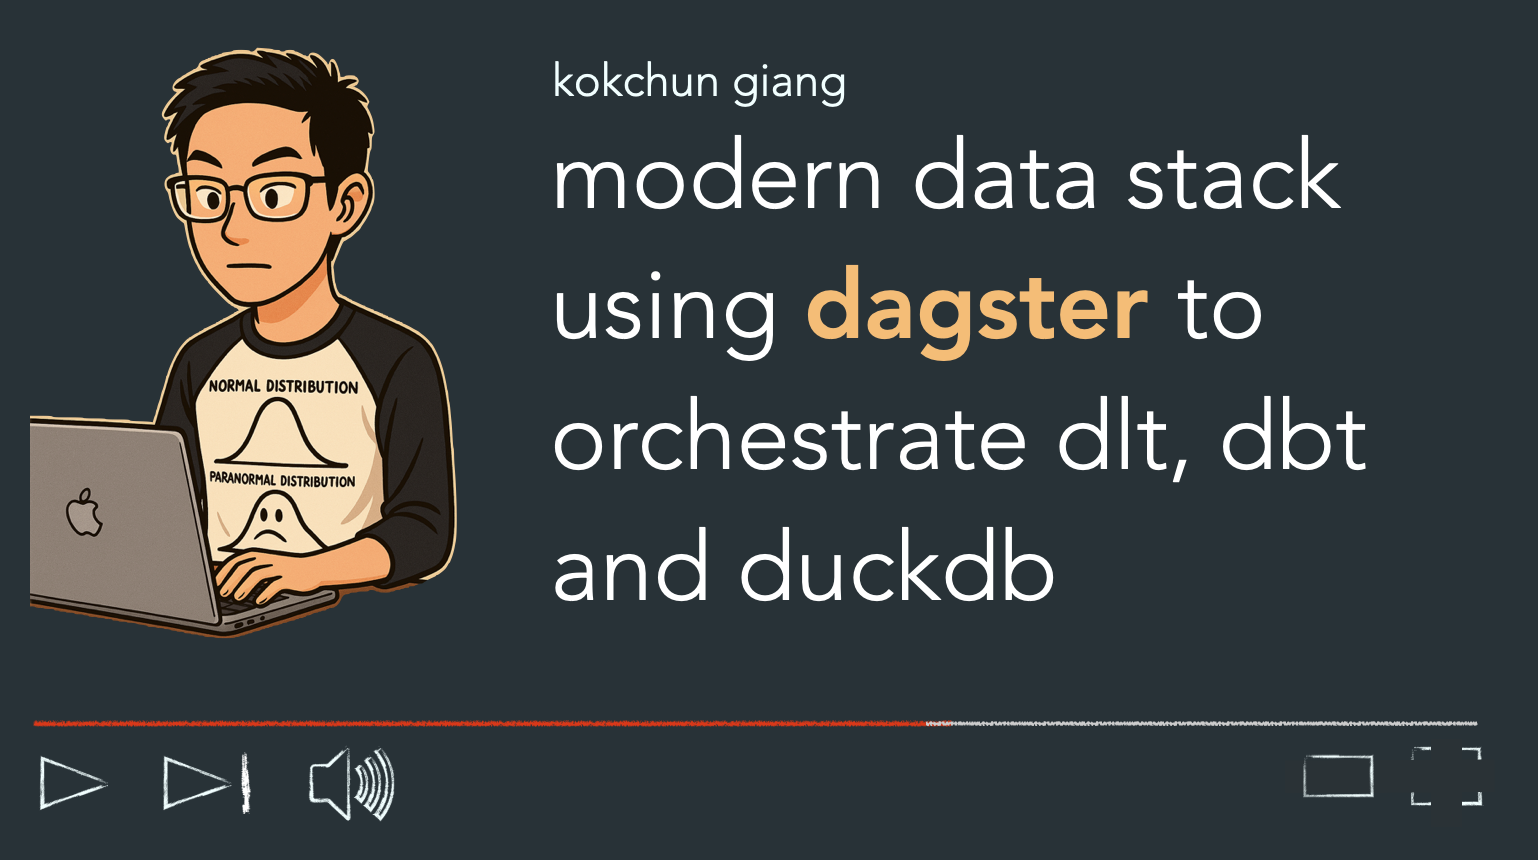 kokchun giang
modern data stack
using dagster to
orchestrate dlt, dbt
and duckdb
NORMAL DISTRIBUTION
PARANORMAL DISTRIBUTION